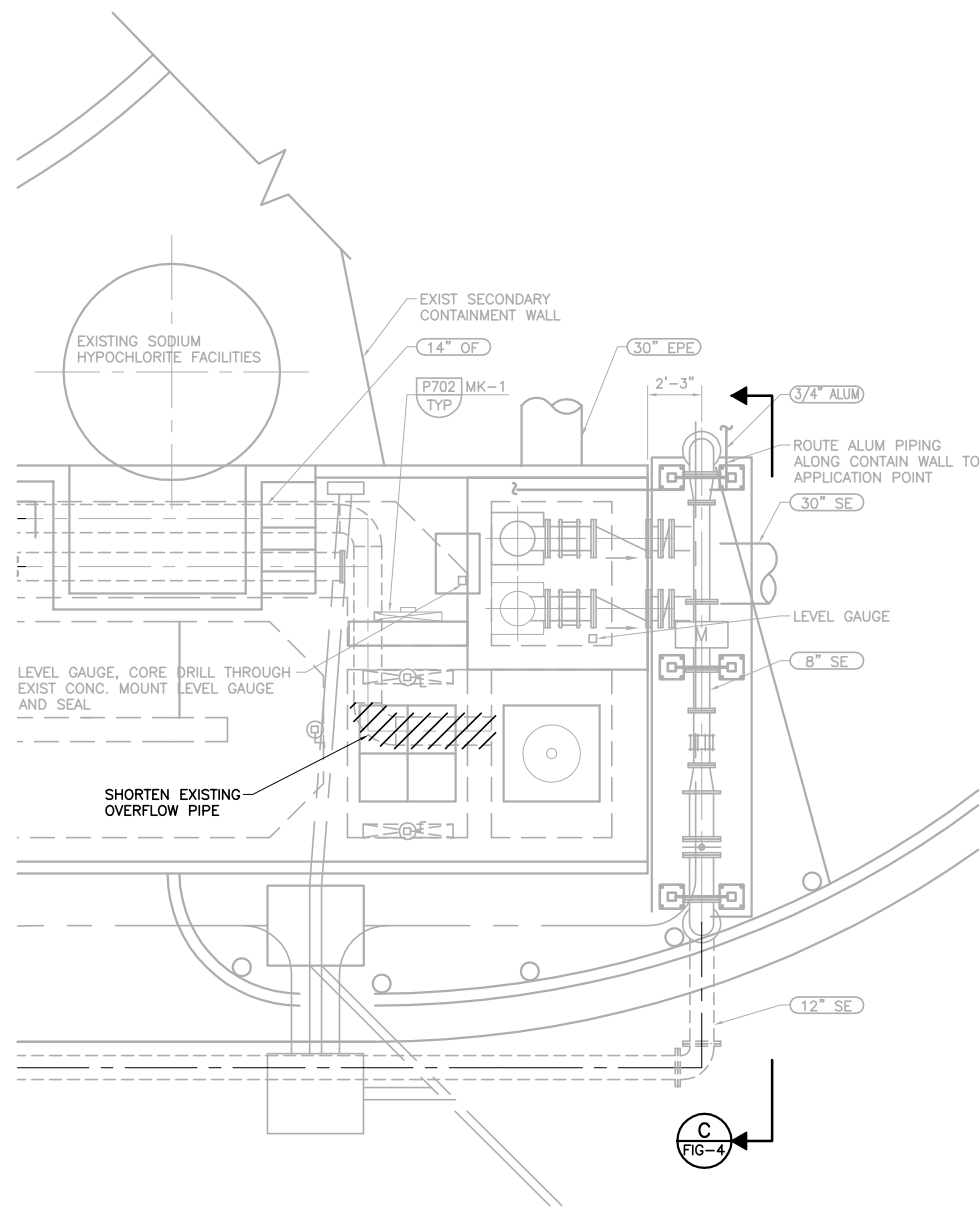 EXIST SECONDARY
CONTAINMENT WALL
EXISTING SODIUM
HYPOCHLORITE FACILITIES
14" OF
30" EPE
P702 MK-1
TYP
2'-3"
3/4" ALUM
ROUTE ALUM PIPING
ALONG CONTAIN WALL TO
APPLICATION POINT
30" SE
LEVEL GAUGE
M
8" SE
LEVEL GAUGE, CORE DRILL THROUGH
EXIST CONC. MOUNT LEVEL GAUGE
AND SEAL
SHORTEN EXISTING
OVERFLOW PIPE
12" SE
C
FIG-4